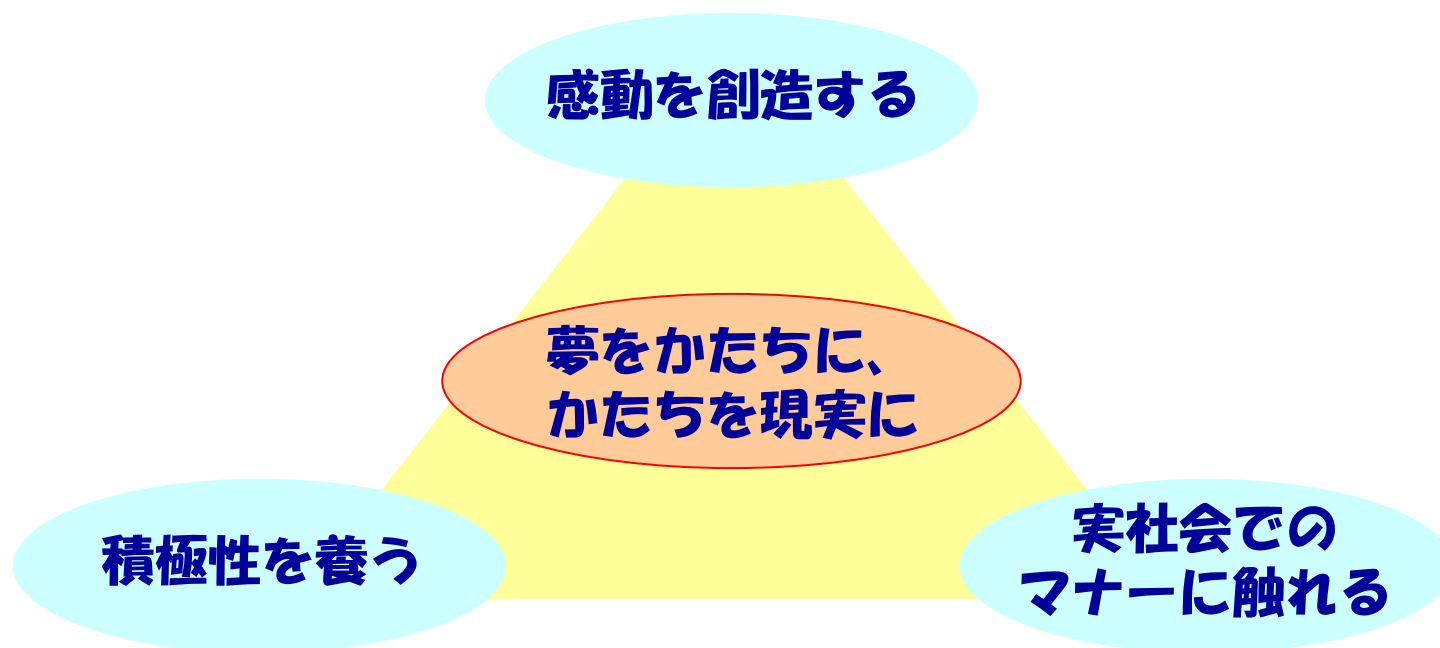 感動を創造する
夢をかたちに、
かたちを現実に
積極性を養う
実社会での
マナーに触れる